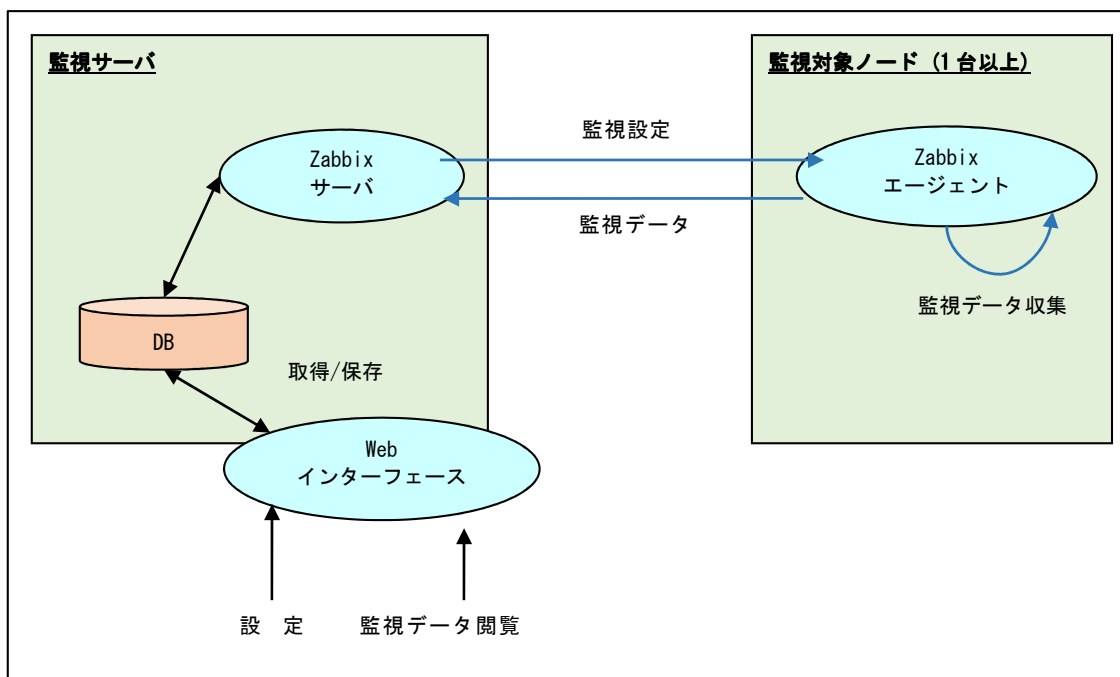 監視サーバ
監視対象ノード (1台以上)
監視設定
Zabbix
サーバ
Zabbix
エージェント
監視データ
監視データ収集
DB
取得/保存
Web
インターフェース
設　定
監視データ閲覧